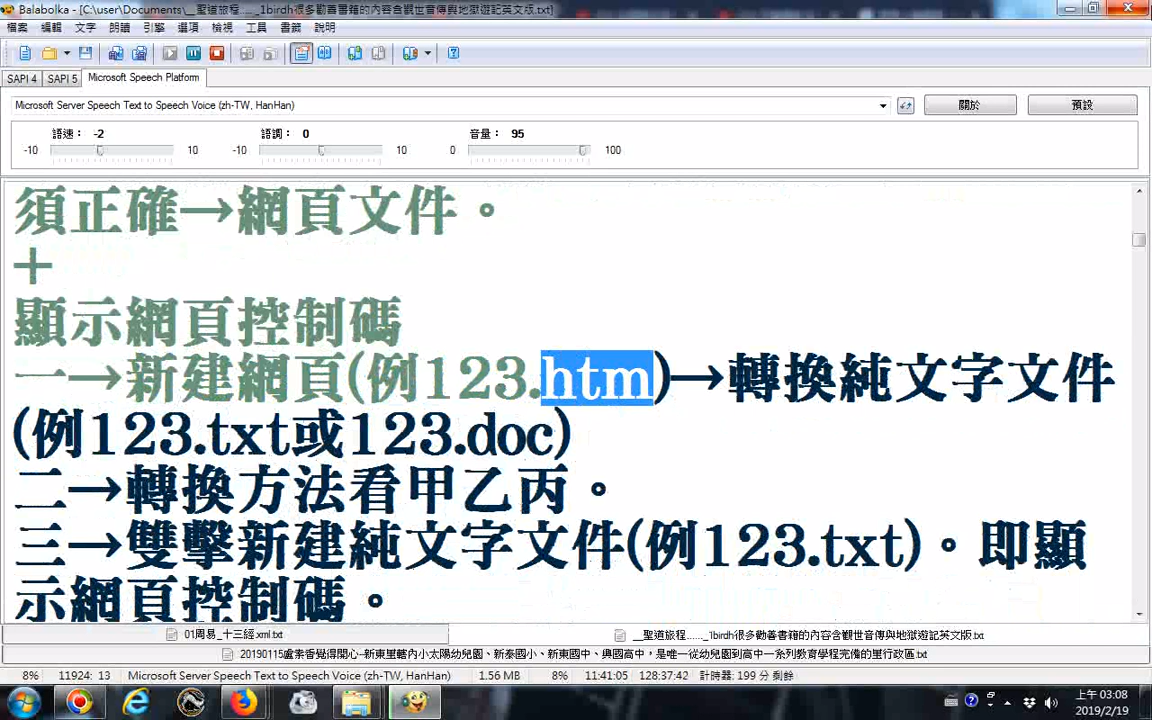 Balabolka - [C:\user\Documents\__聖道旅程......_1birdh很多勸善書籍的內容含觀世音傳與地獄遊記英文版.txt]
檔案 編輯 文字 朗讀 引擎 選項 檢視 工具 書籤 說明
SAPI 4 SAPI 5 Microsoft Speech Platform
Microsoft Server Speech Text to Speech Voice (zh-TW, HanHan) 關於 預設
語速： -2 語調： 0 音量： 95
-10 10 -10 10 0 100
須正確→網頁文件。
＋
顯示網頁控制碼
一→新建網頁(例123.htm)→轉換純文字文件
(例123.txt或123.doc)
二→轉換方法看甲乙丙。
三→雙擊新建純文字文件(例123.txt)。即顯
示網頁控制碼。
01周易_十三經.xml.txt __聖道旅程......_1birdh很多勸善書籍的內容含觀世音傳與地獄遊記英文版.txt
20190115盧素香覺得開心-新東里轄內小太陽幼兒園、新泰國小、新東國中、興國高中，是唯一從幼兒園到高中一系列教育學程完備的里行政區.txt
8% 11924: 13 Microsoft Server Speech Text to Speech Voice (zh-TW, HanHan) 1.56 MB 8% 11:41:05 128:37:42 計時器: 199 分 剩餘
上午 03:08
2019/2/19